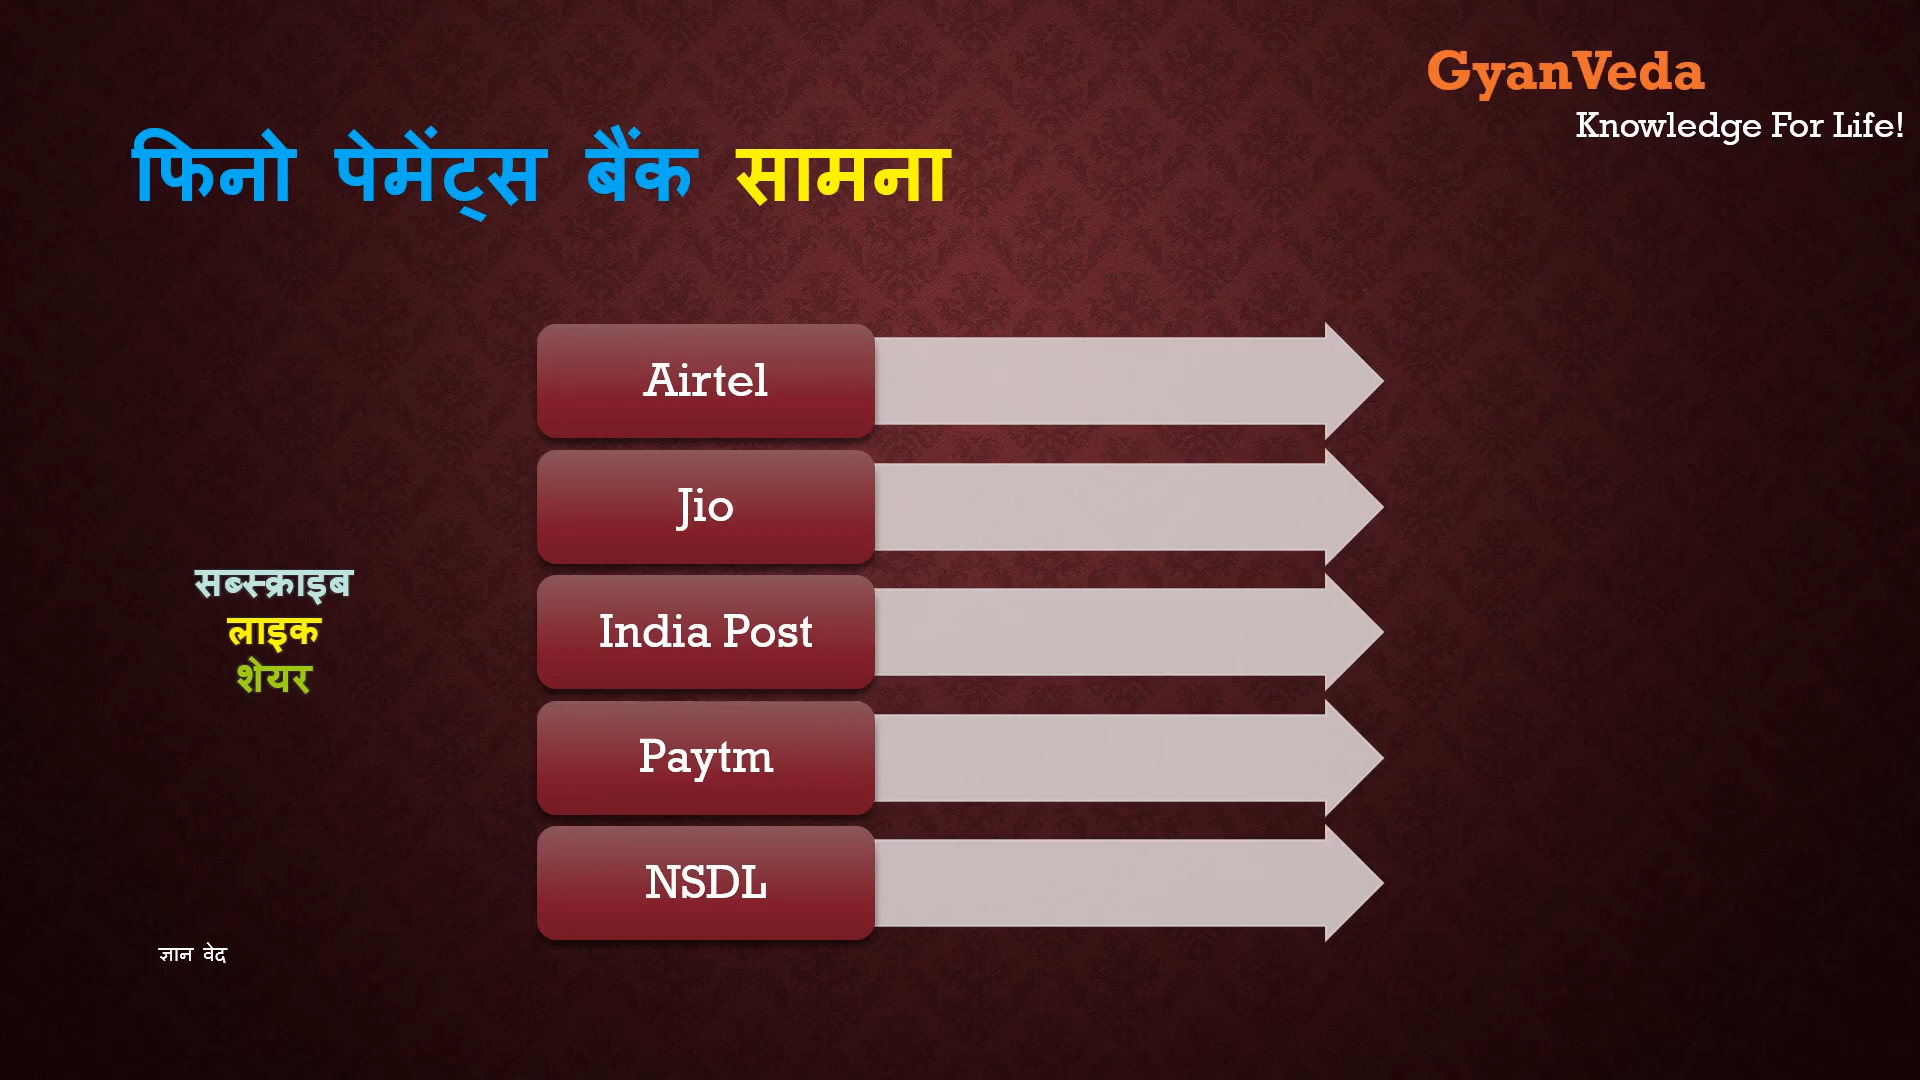 GyanVeda
Knowledge For Life!
फिनो पेमेंट्स बैंक सामना
Airtel
Jio
India Post
Paytm
NSDL
सब्स्क्राइब
लाइक
शेयर
ज्ञान वेद